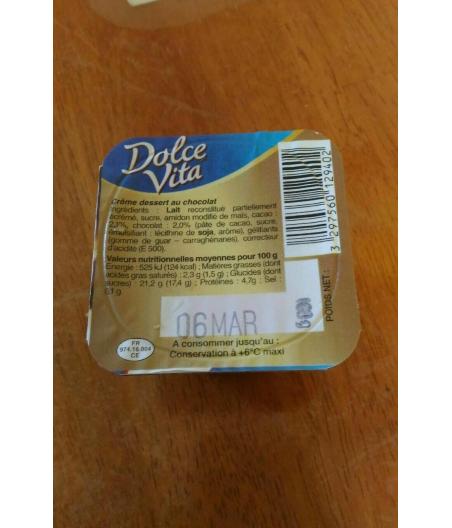 Dolce
Vita
Crème dessert au chocolat
Ingrédients : Lait reconstitué partiellement
écrémé, sucre, amidon modifié de maïs, cacao :
2,3%, chocolat : 2,0% (pâte de cacao, sucre,
émulsifiant : lécithine de soja, arôme), gélifiants
(gomme de guar – carraghénanes), correcteur
d'acidité (E 500).
Valeurs nutritionnelles moyennes pour 100 g
Énergie : 525 kJ (124 kcal) ; Matières grasses (dont
acides gras saturés) : 2,3 g (1,5 g) ; Glucides (dont
sucres) : 21,2 g (17,4 g) ; Protéines : 4,7g ; Sel :
g
06MAR
FR
974.16.004
CE
A consommer jusqu'au :
Conservation à +6°C maxi
3 297560 129402
POIDS NET :